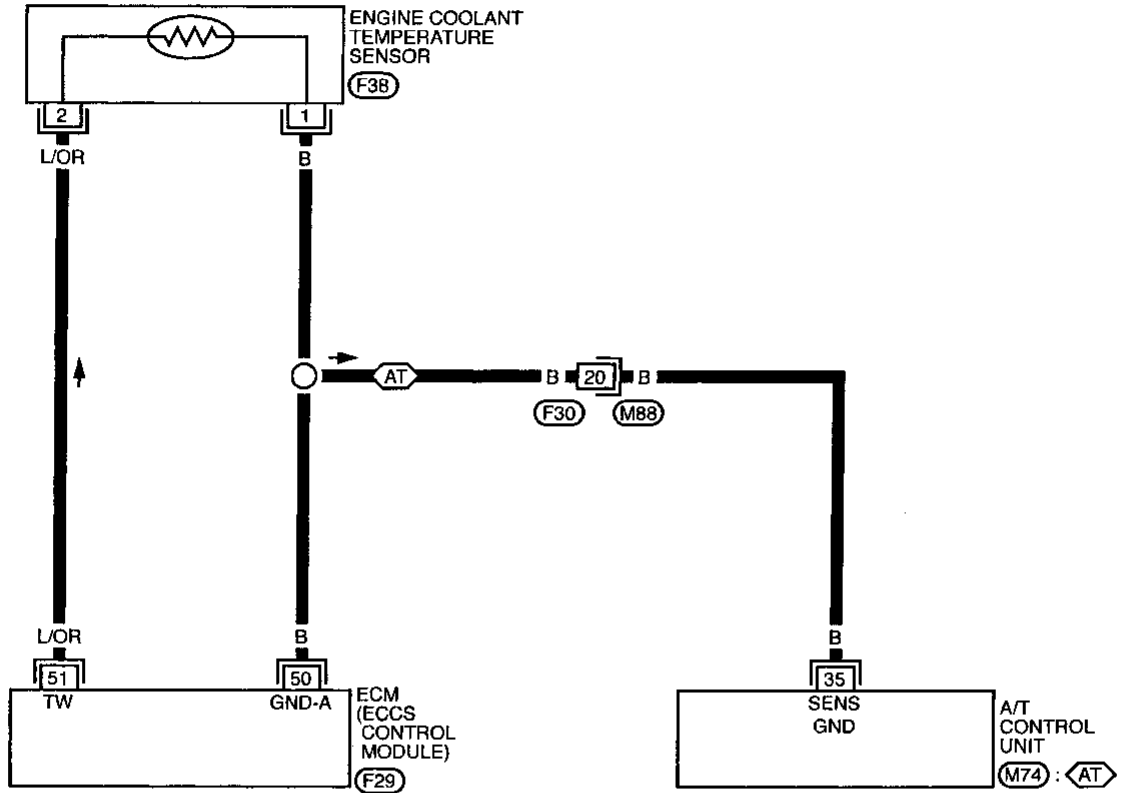 ENGINE COOLANT
TEMPERATURE
SENSOR
F38
2
1
L/OR
B
AT
B
20
B
F30
M88
L/OR
B
B
51
50
35
TW
GND-A
ECM
(ECCS
CONTROL
MODULE)
F29
SENS
GND
A/T
CONTROL
UNIT
M74 : AT